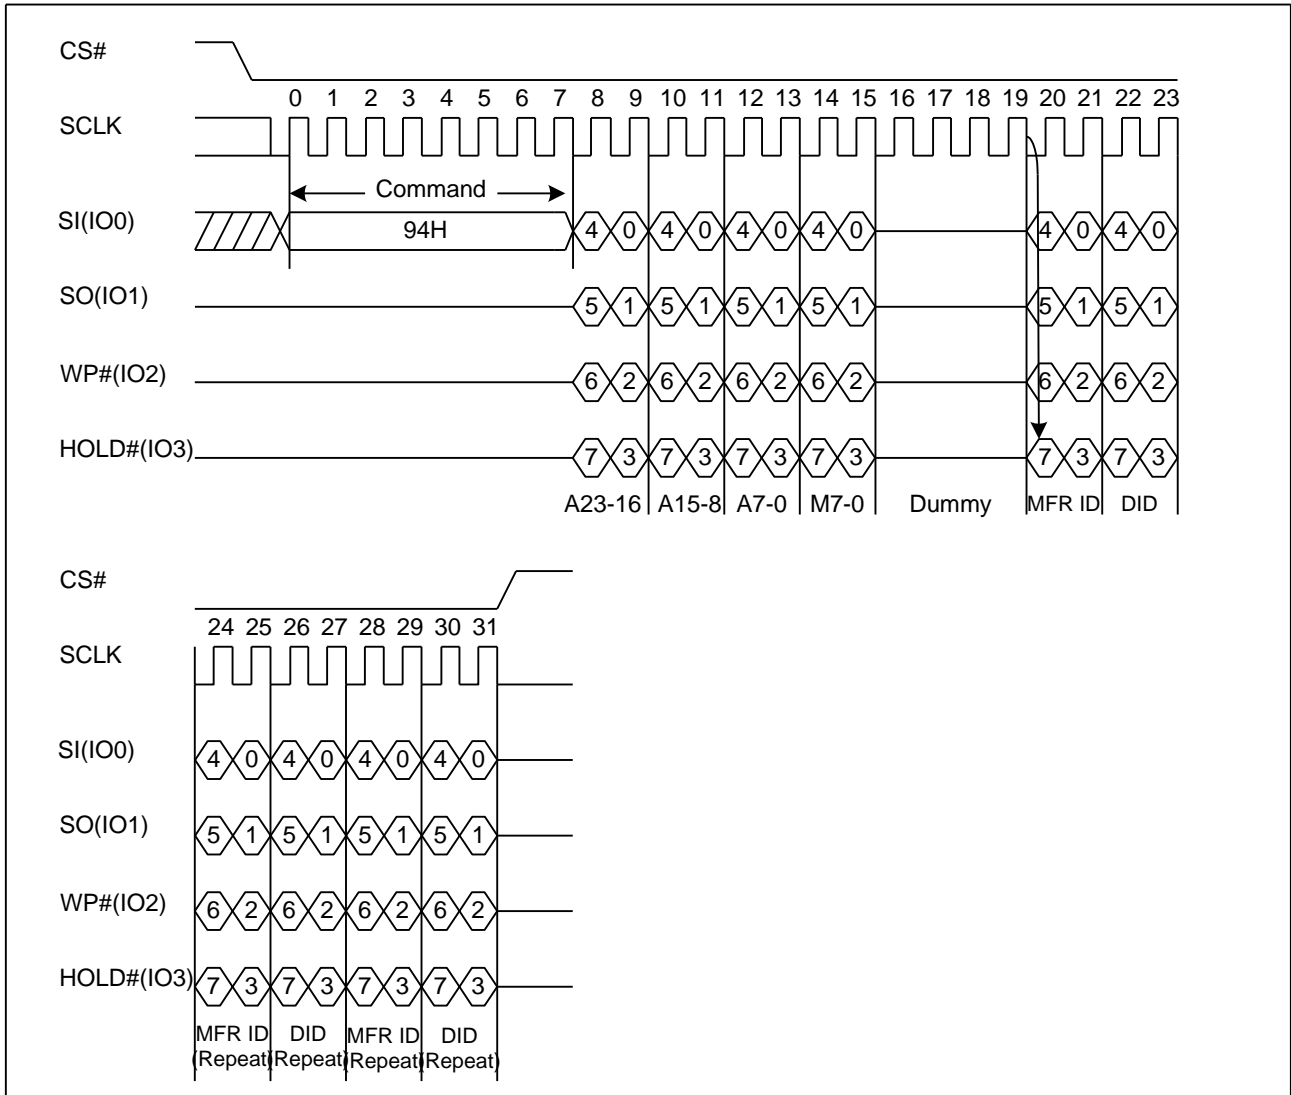 CS#
0 1 2 3 4 5 6 7 8 9 10 11 12 13 14 15 16 17 18 19 20 21 22 23
SCLK
Command
SI(IO0) 94H 4 0 4 0 4 0 4 0 4 0 4 0
SO(IO1) 5 1 5 1 5 1 5 1 5 1 5 1
WP#(IO2) 6 2 6 2 6 2 6 2 6 2 6 2
HOLD#(IO3) 7 3 7 3 7 3 7 3 7 3 7 3
A23-16 A15-8 A7-0 M7-0 Dummy MFR ID DID
CS#
24 25 26 27 28 29 30 31
SCLK
SI(IO0) 4 0 4 0 4 0 4 0
SO(IO1) 5 1 5 1 5 1 5 1
WP#(IO2) 6 2 6 2 6 2 6 2
HOLD#(IO3) 7 3 7 3 7 3 7 3
MFR ID DID MFR ID DID
(Repeat) (Repeat) (Repeat) (Repeat)